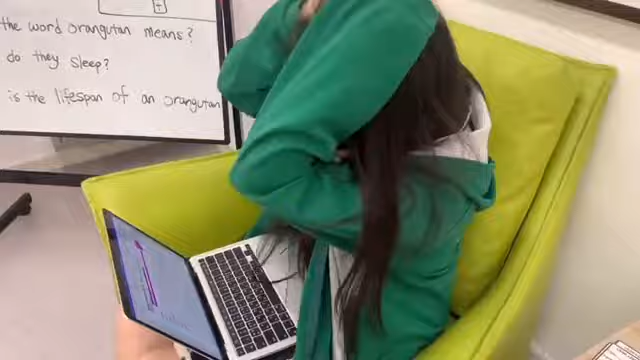 the word orangutan means?
do they sleep?
is the lifespan of an orangutan